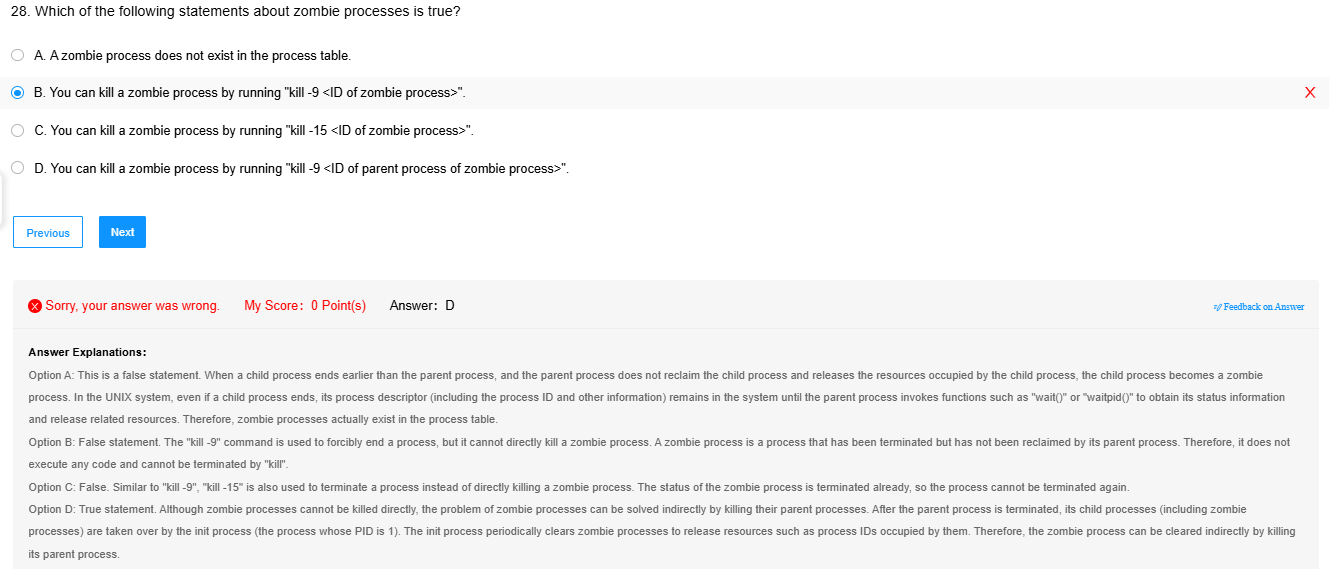 28. Which of the following statements about zombie processes is true?
A. A zombie process does not exist in the process table.
B. You can kill a zombie process by running "kill -9 <ID of zombie process>".
X
C. You can kill a zombie process by running "kill -15 <ID of zombie process>".
D. You can kill a zombie process by running "kill -9 <ID of parent process of zombie process>".
Previous
Next
Sorry, your answer was wrong. My Score: 0 Point(s) Answer: D
Feedback on Answer
Answer Explanations:
Option A: This is a false statement. When a child process ends earlier than the parent process, and the parent process does not reclaim the child process and releases the resources occupied by the child process, the child process becomes a zombie
process. In the UNIX system, even if a child process ends, its process descriptor (including the process ID and other information) remains in the system until the parent process invokes functions such as "wait()" or "waitpid()" to obtain its status information
and release related resources. Therefore, zombie processes actually exist in the process table.
Option B: False statement. The "kill -9" command is used to forcibly end a process, but it cannot directly kill a zombie process. A zombie process is a process that has been terminated but has not been reclaimed by its parent process. Therefore, it does not
execute any code and cannot be terminated by "kill".
Option C: False. Similar to "kill -9", "kill -15" is also used to terminate a process instead of directly killing a zombie process. The status of the zombie process is terminated already, so the process cannot be terminated again.
Option D: True statement. Although zombie processes cannot be killed directly, the problem of zombie processes can be solved indirectly by killing their parent processes. After the parent process is terminated, its child processes (including zombie
processes) are taken over by the init process (the process whose PID is 1). The init process periodically clears zombie processes to release resources such as process IDs occupied by them. Therefore, the zombie process can be cleared indirectly by killing
its parent process.